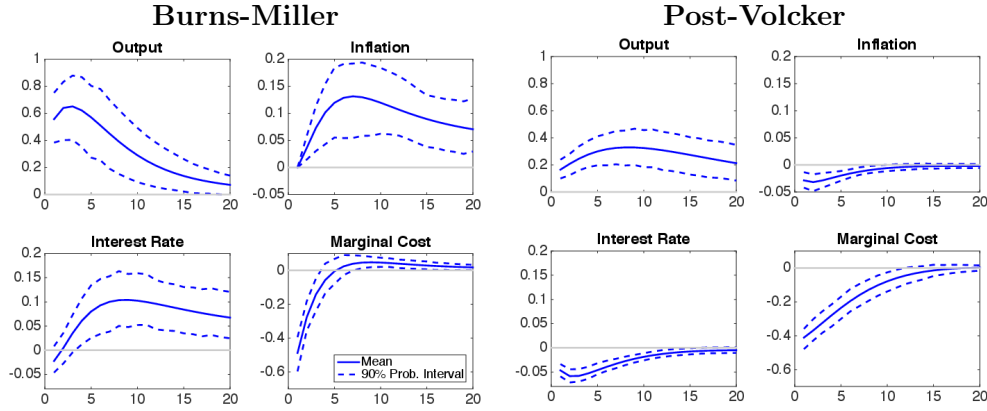 Burns-Miller
Post-Volcker
Output
Inflation
1
0.8
0.6
0.4
0.2
0
0 5 10 15 20
0.2
0.15
0.1
0.05
0
-0.05
0 5 10 15 20
Output
Inflation
1
0.8
0.6
0.4
0.2
0
0 5 10 15 20
0.2
0.15
0.1
0.05
0
-0.05
0 5 10 15 20
Interest Rate
Marginal Cost
0.2
0.15
0.1
0.05
0
-0.05
0 5 10 15 20
0
-0.2
-0.4
-0.6
0 5 10 15 20
Mean
90% Prob. Interval
Interest Rate
Marginal Cost
0.2
0.15
0.1
0.05
0
-0.05
0 5 10 15 20
0
-0.2
-0.4
-0.6
0 5 10 15 20